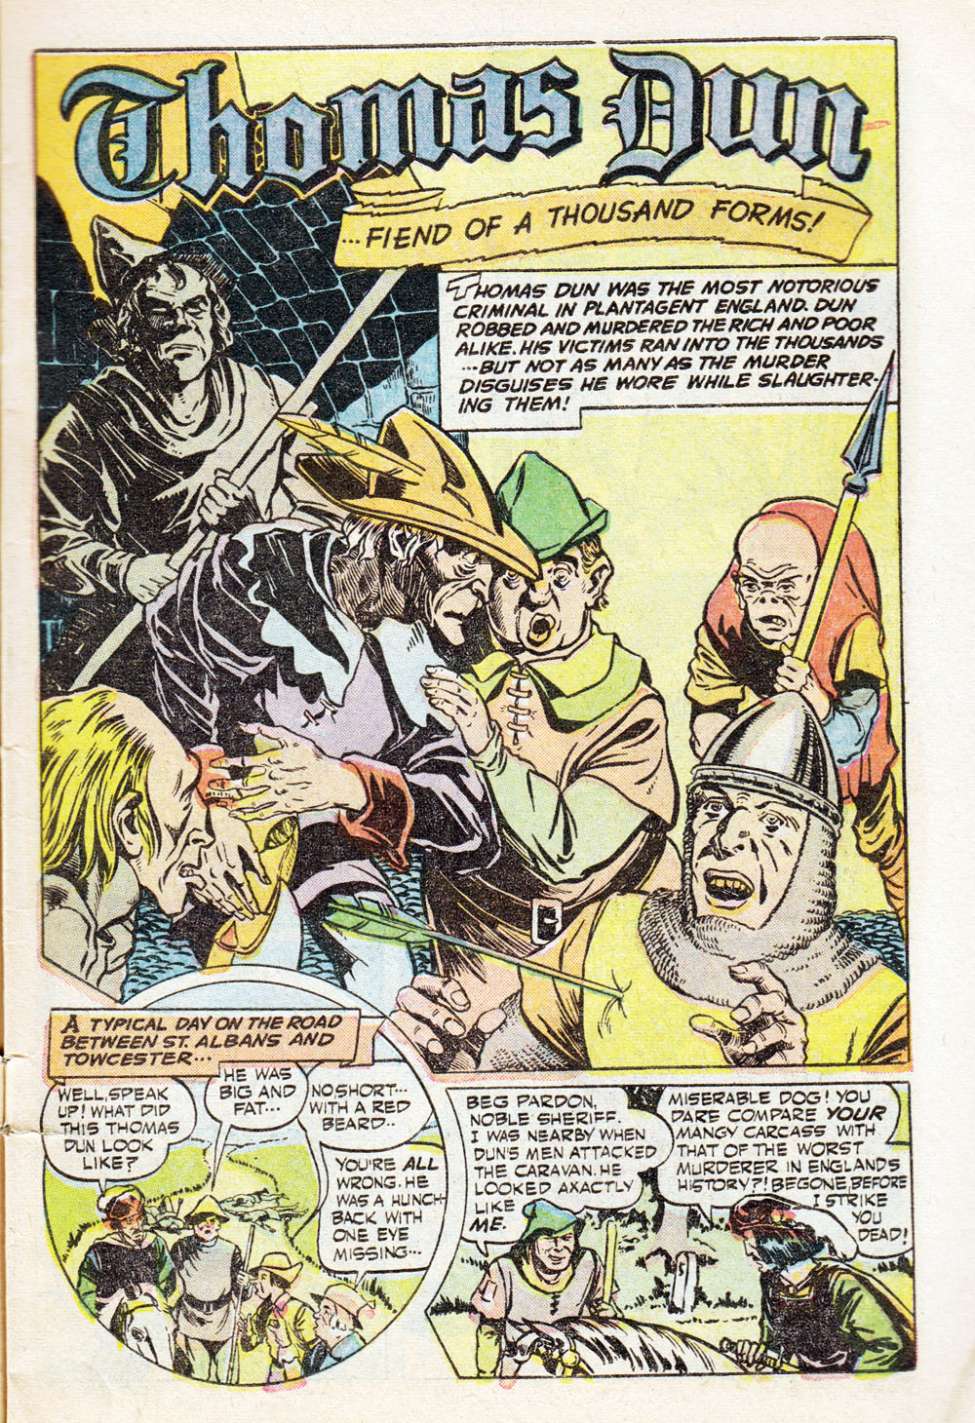 Thomas Dun
...FIEND OF A THOUSAND FORMS!
THOMAS DUN WAS THE MOST NOTORIOUS
CRIMINAL IN PLANTAGENT ENGLAND. DUN
ROBBED AND MURDERED THE RICH AND POOR
ALIKE. HIS VICTIMS RAN INTO THE THOUSANDS
...BUT NOT AS MANY AS THE MURDER
DISGUISES HE WORE WHILE SLAUGHTER-
ING THEM!
A TYPICAL DAY ON THE ROAD
BETWEEN ST. ALBANS AND
TOWCESTER...
WELL, SPEAK
UP! WHAT DID
THIS THOMAS
DUN LOOK
LIKE?
HE WAS
BIG AND
FAT...
NO, SHORT...
WITH A RED
BEARD..
YOU'RE ALL
WRONG. HE
WAS A HUNCH
BACK WITH
ONE EYE
MISSING...
BEG PARDON,
NOBLE SHERIFF.
I WAS NEARBY WHEN
DUN'S MEN ATTACKED
THE CARAVAN. HE
LOOKED AXACTLY
LIKE
ME.
MISERABLE DOG! YOU
DARE COMPARE YOUR
MANGY CARCASS WITH
THAT OF THE WORST
MURDERER IN ENGLANDS
HISTORY?! BEGONE, BEFORE
I STRIKE
YOU
DEAD!